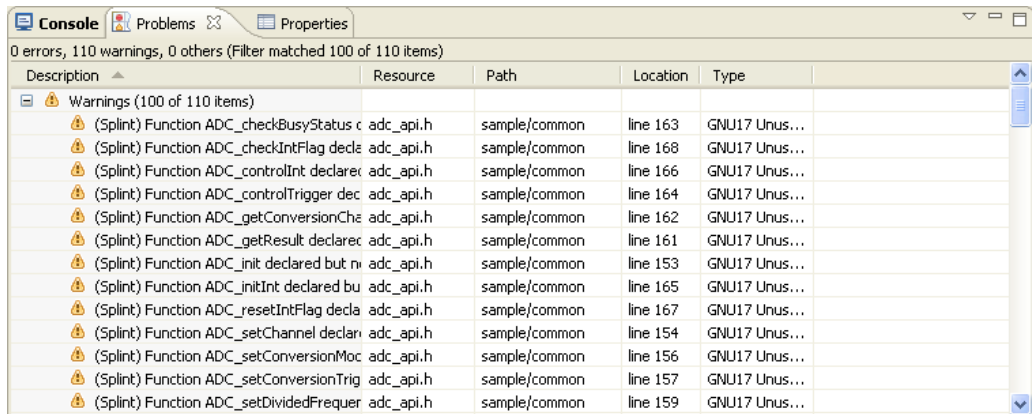 Console Problems Properties
0 errors, 110 warnings, 0 others (Filter matched 100 of 110 items)
Description Resource Path Location Type
Warnings (100 of 110 items)
(Splint) Function ADC_checkBusyStatus c adc_api.h sample/common line 163 GNU17 Unus...
(Splint) Function ADC_checkIntFlag decla adc_api.h sample/common line 168 GNU17 Unus...
(Splint) Function ADC_controlInt declared adc_api.h sample/common line 166 GNU17 Unus...
(Splint) Function ADC_controlTrigger dec adc_api.h sample/common line 164 GNU17 Unus...
(Splint) Function ADC_getConversionCha adc_api.h sample/common line 162 GNU17 Unus...
(Splint) Function ADC_getResult declared adc_api.h sample/common line 161 GNU17 Unus...
(Splint) Function ADC_init declared but n adc_api.h sample/common line 153 GNU17 Unus...
(Splint) Function ADC_initInt declared bu adc_api.h sample/common line 165 GNU17 Unus...
(Splint) Function ADC_resetIntFlag decla adc_api.h sample/common line 167 GNU17 Unus...
(Splint) Function ADC_setChannel declar adc_api.h sample/common line 154 GNU17 Unus...
(Splint) Function ADC_setConversionMod adc_api.h sample/common line 156 GNU17 Unus...
(Splint) Function ADC_setConversionTrig adc_api.h sample/common line 157 GNU17 Unus...
(Splint) Function ADC_setDividedFrequen adc_api.h sample/common line 159 GNU17 Unus...